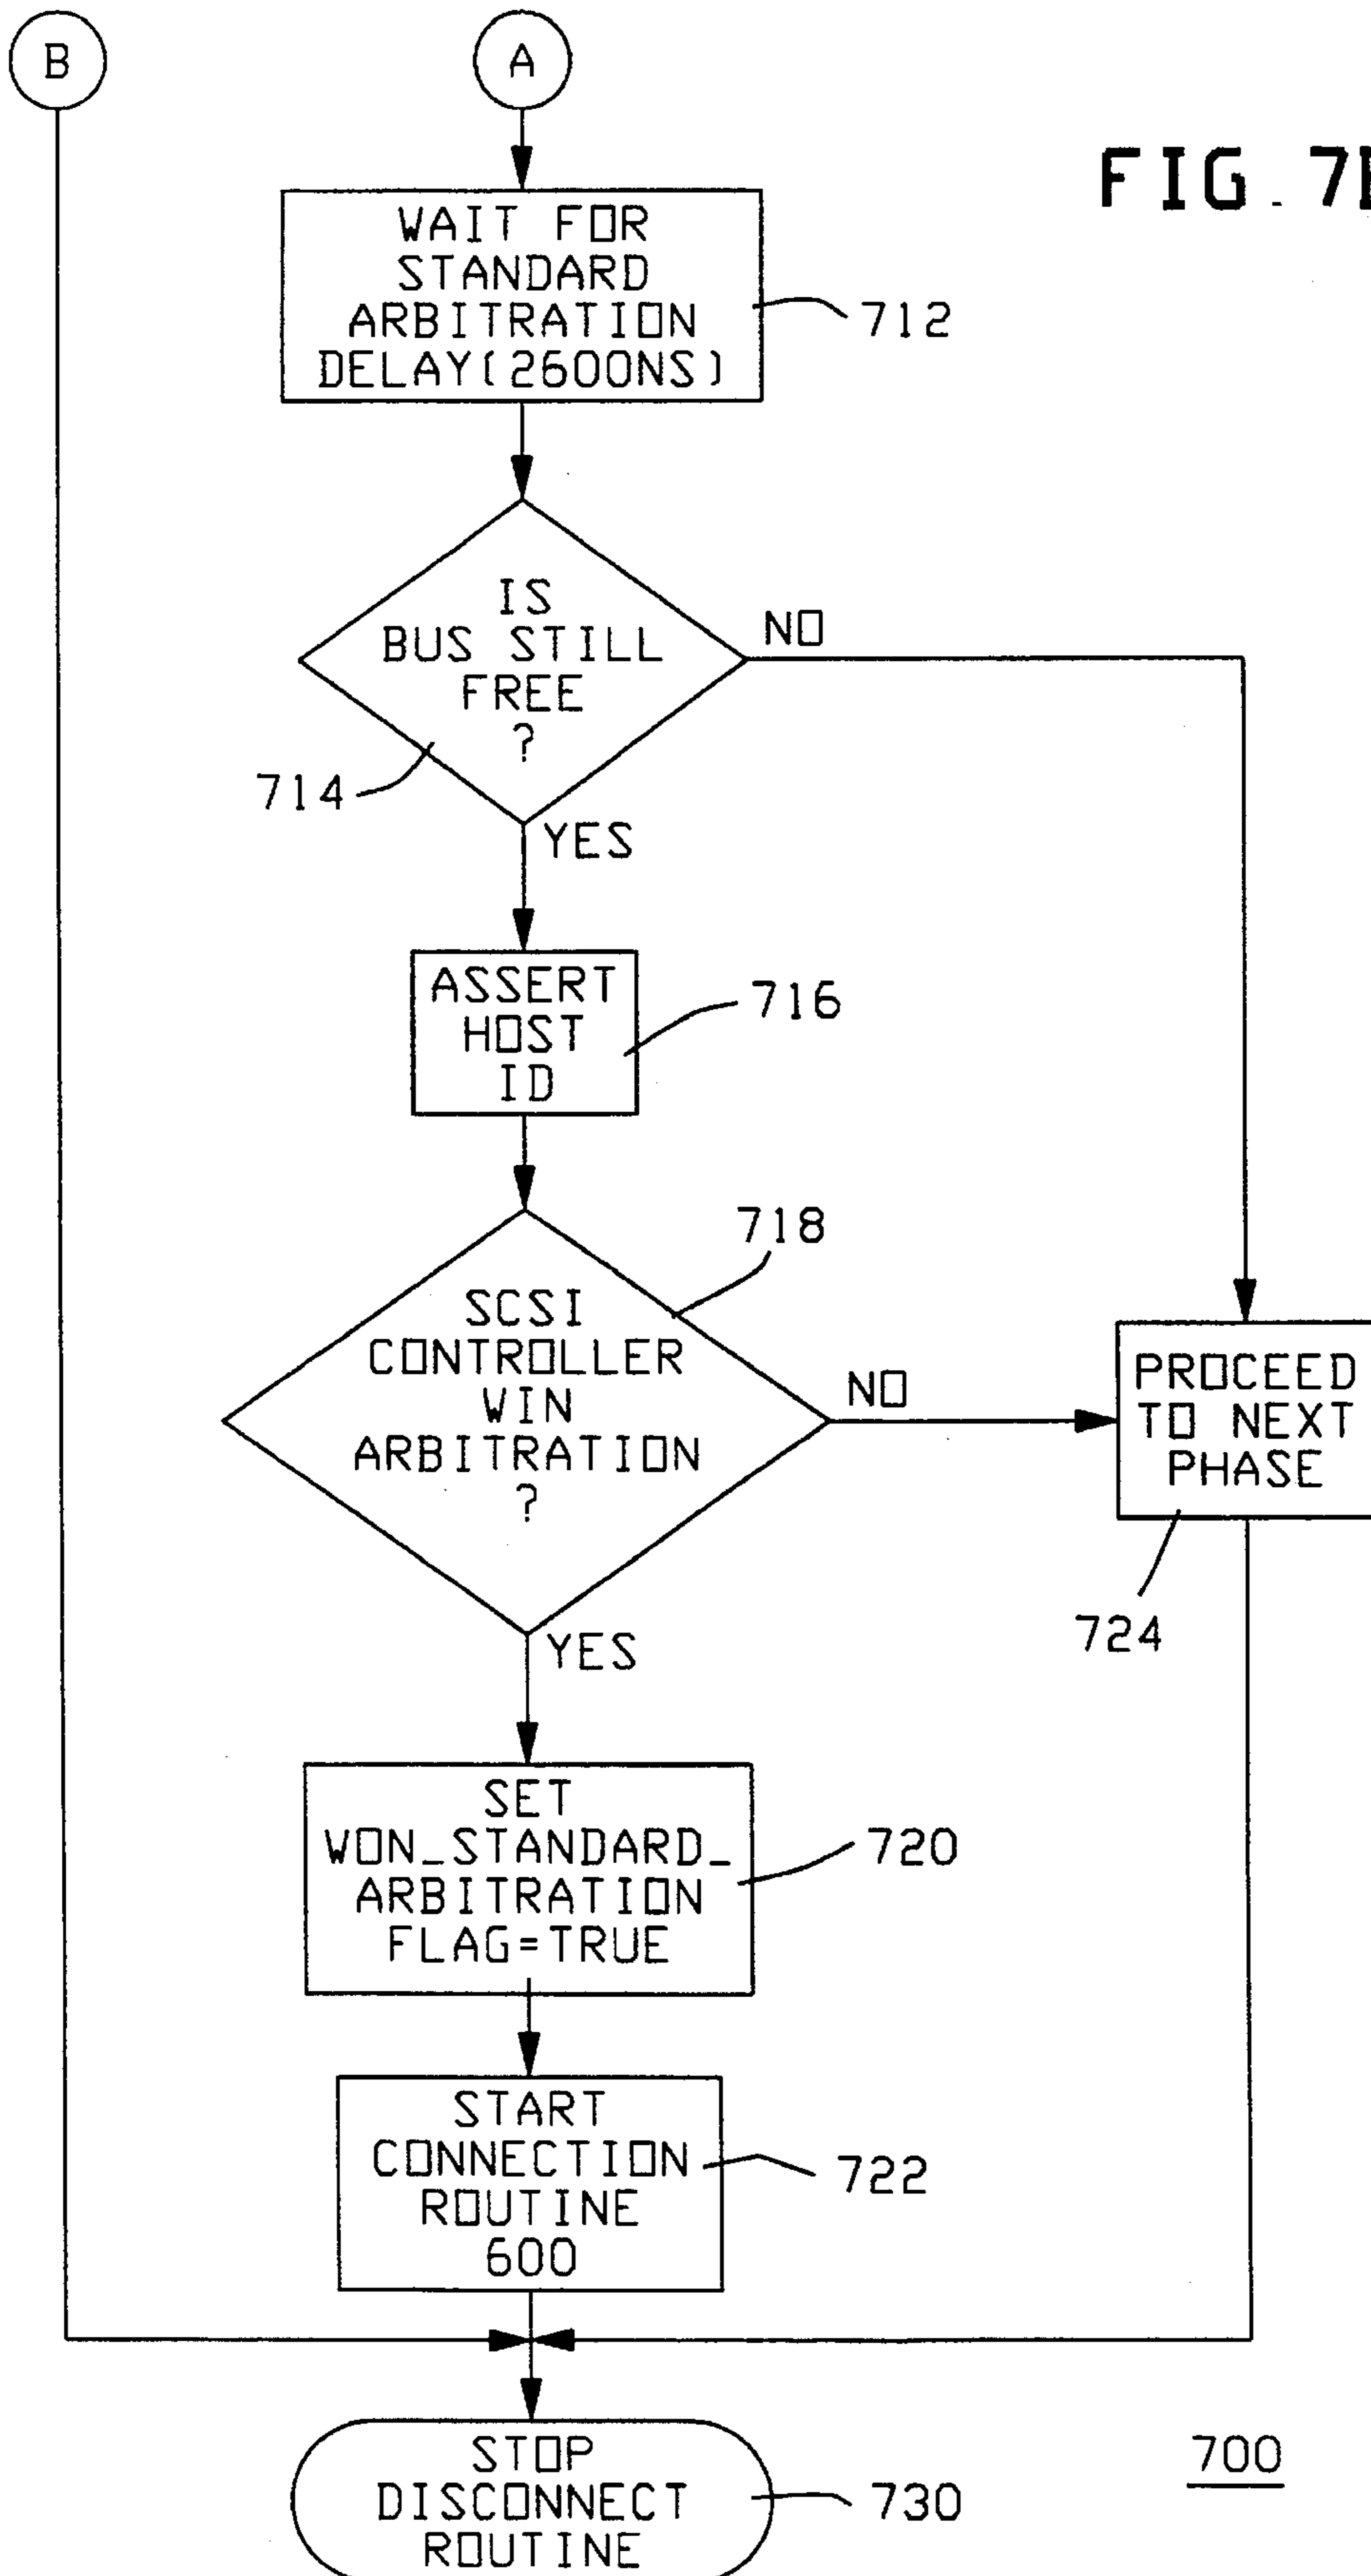 B
A
FIG. 7
WAIT FOR
STANDARD
ARBITRATION
DELAY(2600NS)
712
IS
BUS STILL
FREE
?
NO
714
YES
ASSERT
HOST
ID
716
718
SCSI
CONTROLLER
WIN
ARBITRATION
?
NO
PROCEED
TO NEXT
PHASE
724
YES
SET
WON_STANDARD_
ARBITRATION
FLAG=TRUE
720
START
CONNECTION
ROUTINE
600
722
STOP
DISCONNECT
ROUTINE
730
700